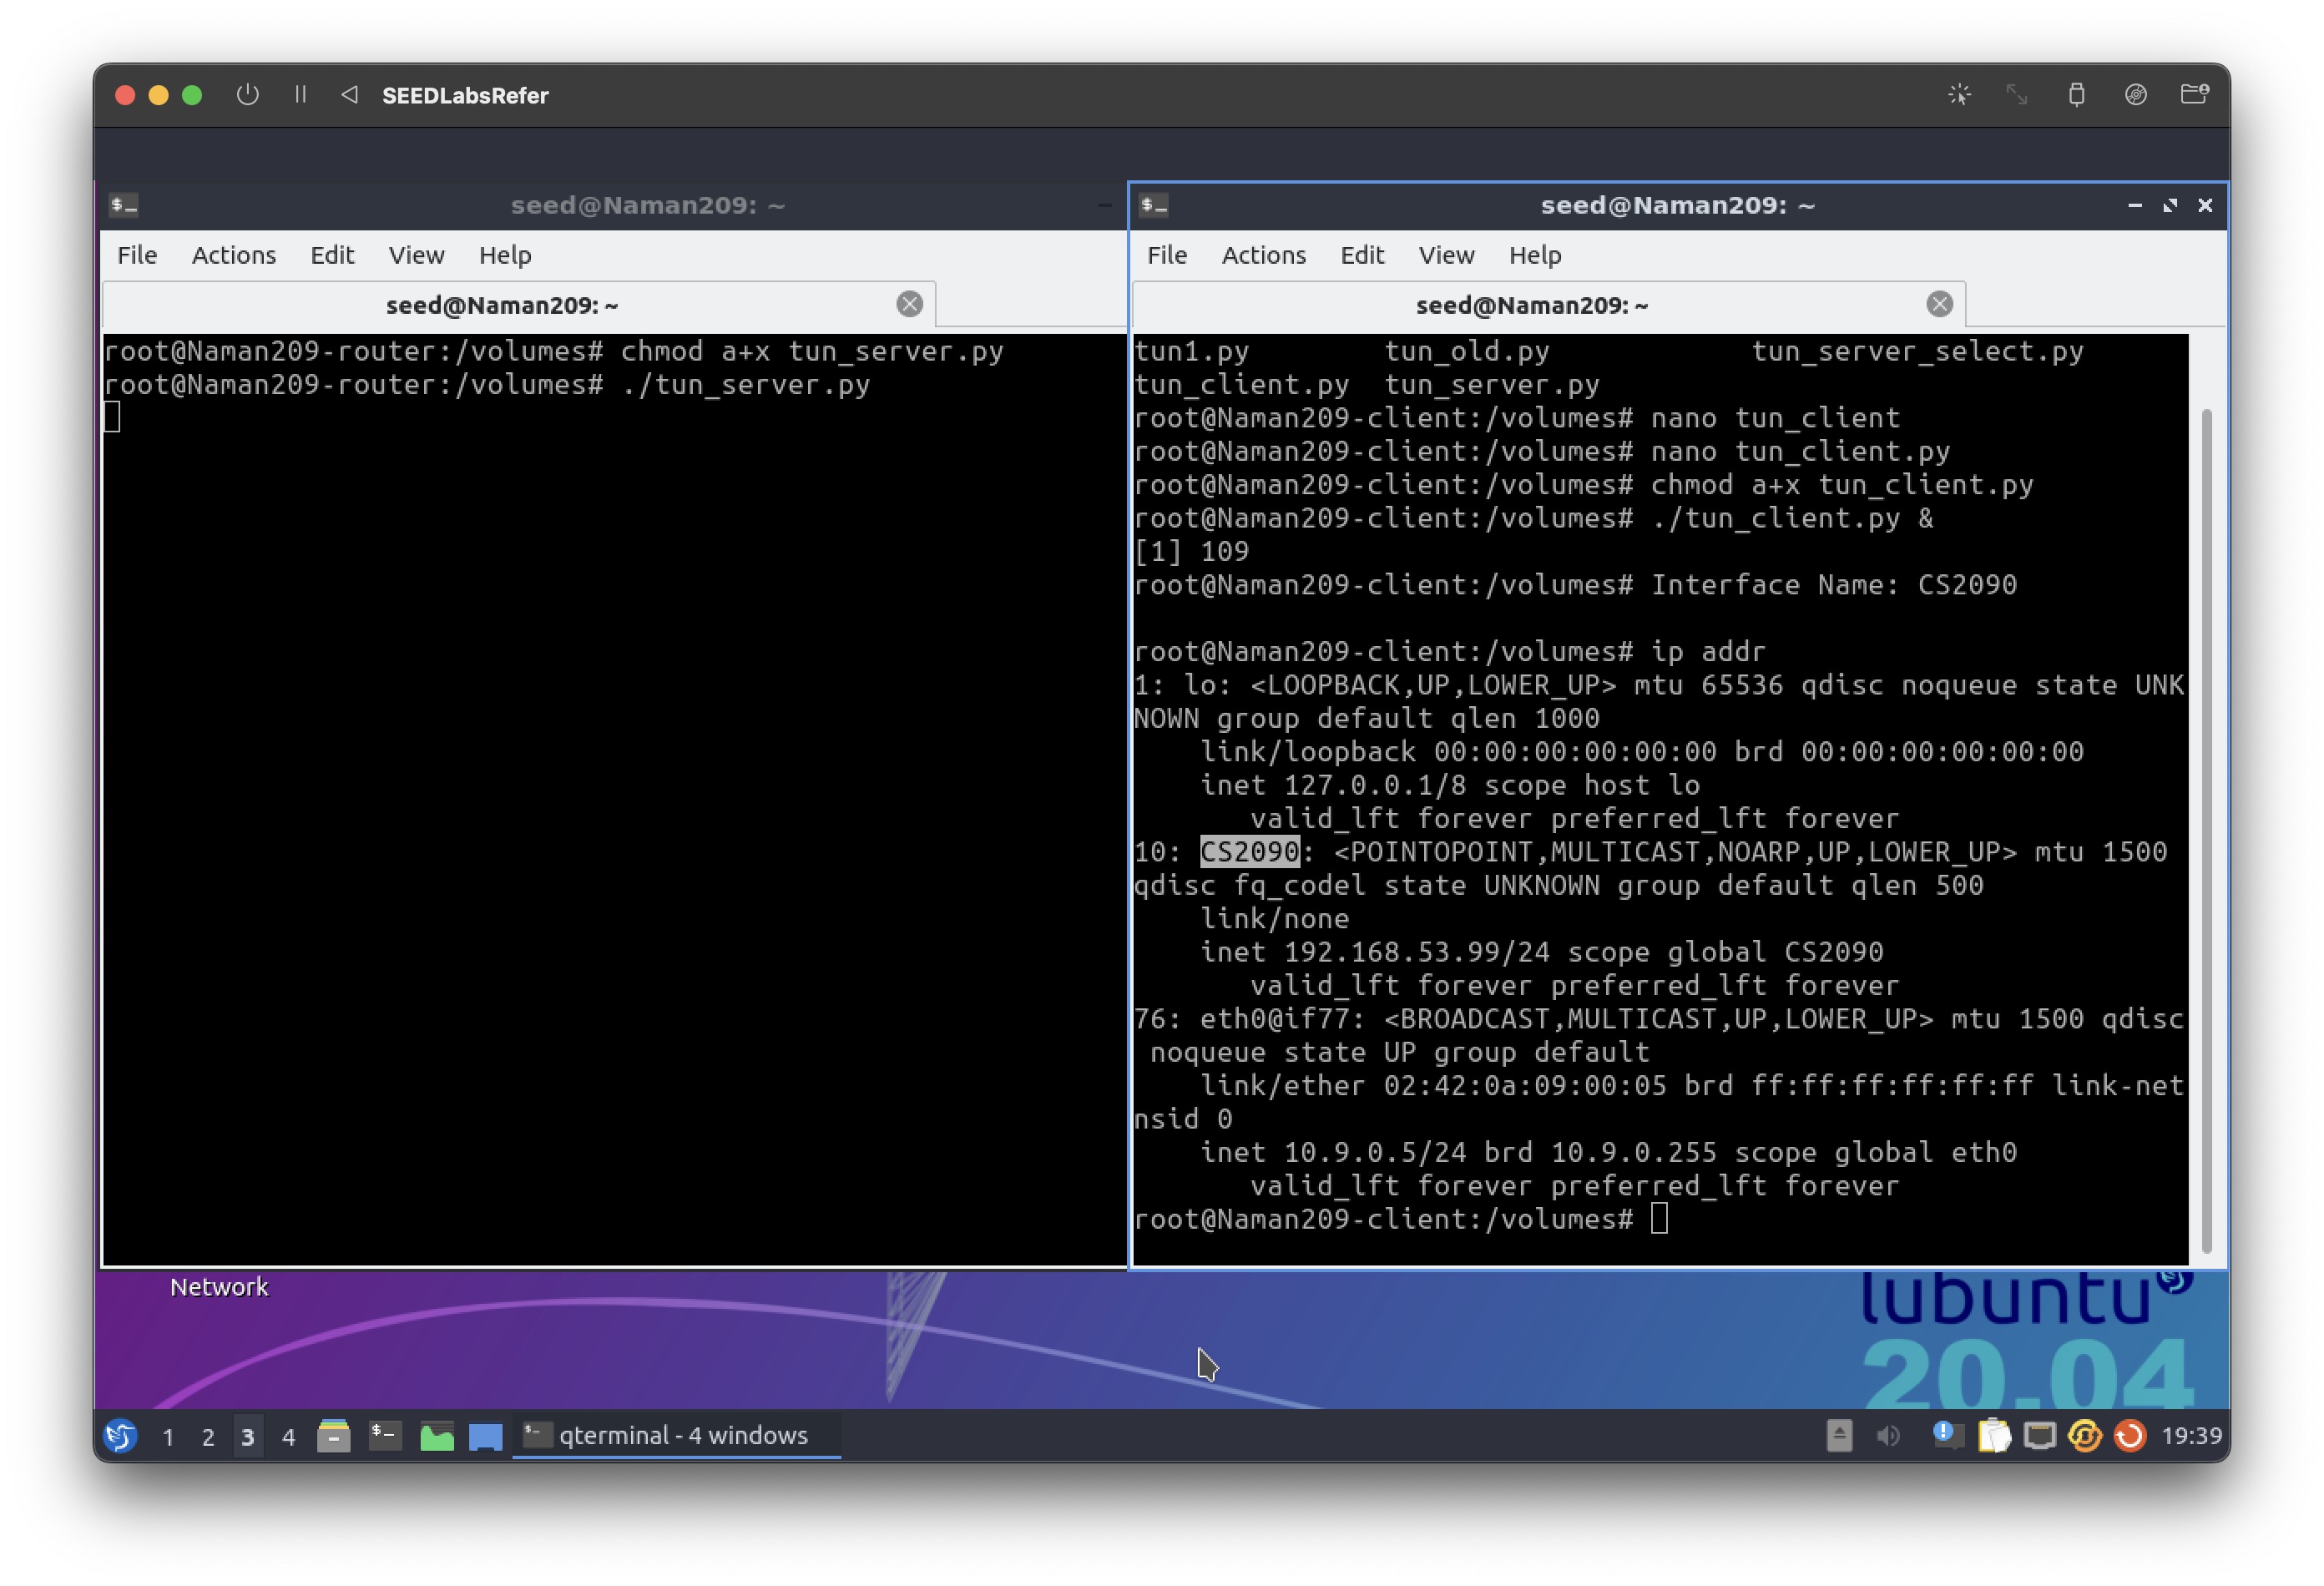 SEEDLabsRefer
seed@Naman209: ~
File Actions Edit View Help
seed@Naman209: ~
root@Naman209-router:/volumes# chmod a+x tun_server.py
root@Naman209-router:/volumes# ./tun_server.py
seed@Naman209: ~
File Actions Edit View Help
seed@Naman209: ~
tun1.py        tun_old.py            tun_server_select.py
tun_client.py  tun_server.py
root@Naman209-client:/volumes# nano tun_client
root@Naman209-client:/volumes# nano tun_client.py
root@Naman209-client:/volumes# chmod a+x tun_client.py
root@Naman209-client:/volumes# ./tun_client.py &
[1] 109
root@Naman209-client:/volumes# Interface Name: CS2090
root@Naman209-client:/volumes# ip addr
1: lo: <LOOPBACK,UP,LOWER_UP> mtu 65536 qdisc noqueue state UNK
NOWN group default qlen 1000
    link/loopback 00:00:00:00:00:00 brd 00:00:00:00:00:00
    inet 127.0.0.1/8 scope host lo
       valid_lft forever preferred_lft forever
10: CS2090: <POINTOPOINT,MULTICAST,NOARP,UP,LOWER_UP> mtu 1500
qdisc fq_codel state UNKNOWN group default qlen 500
    link/none
    inet 192.168.53.99/24 scope global CS2090
       valid_lft forever preferred_lft forever
76: eth0@if77: <BROADCAST,MULTICAST,UP,LOWER_UP> mtu 1500 qdisc
 noqueue state UP group default
    link/ether 02:42:0a:09:00:05 brd ff:ff:ff:ff:ff:ff link-net
nsid 0
    inet 10.9.0.5/24 brd 10.9.0.255 scope global eth0
       valid_lft forever preferred_lft forever
root@Naman209-client:/volumes#
Network
lubuntu
20.04
1 2 3 4 qterminal - 4 windows 19:39